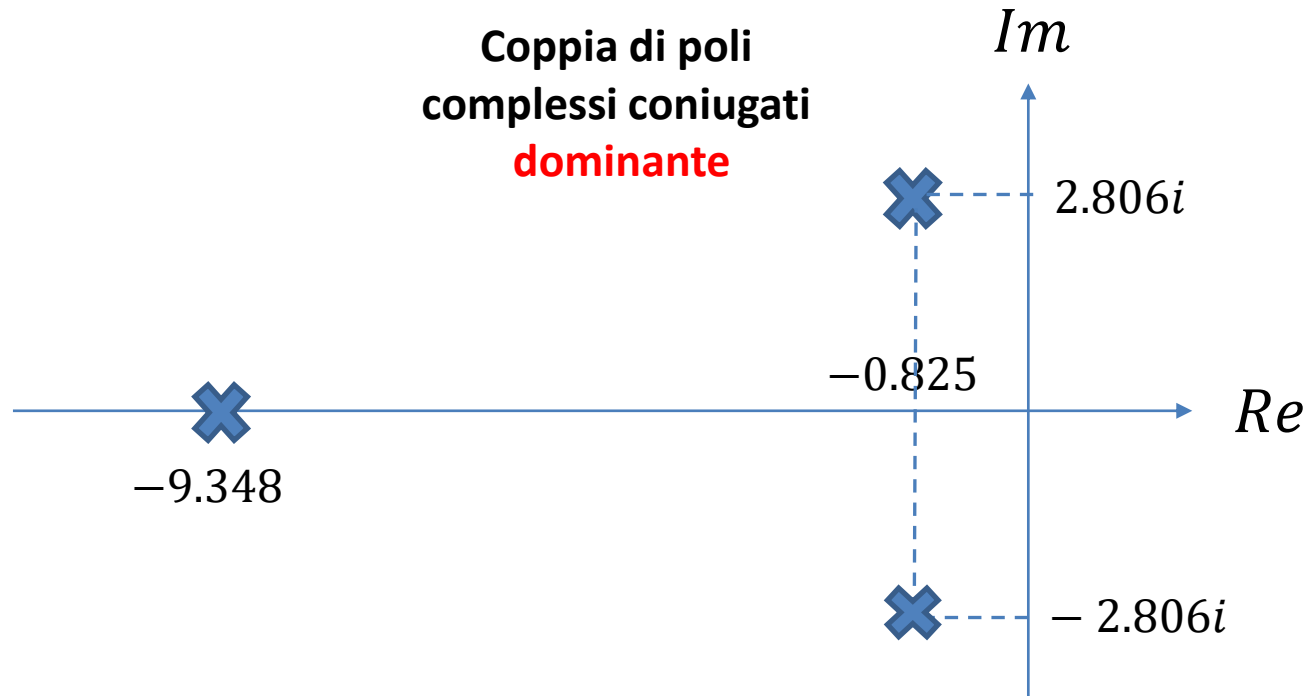 Coppia di poli
complessi coniugati
dominante
Im
2.806i
−0.825
Re
−9.348
− 2.806i